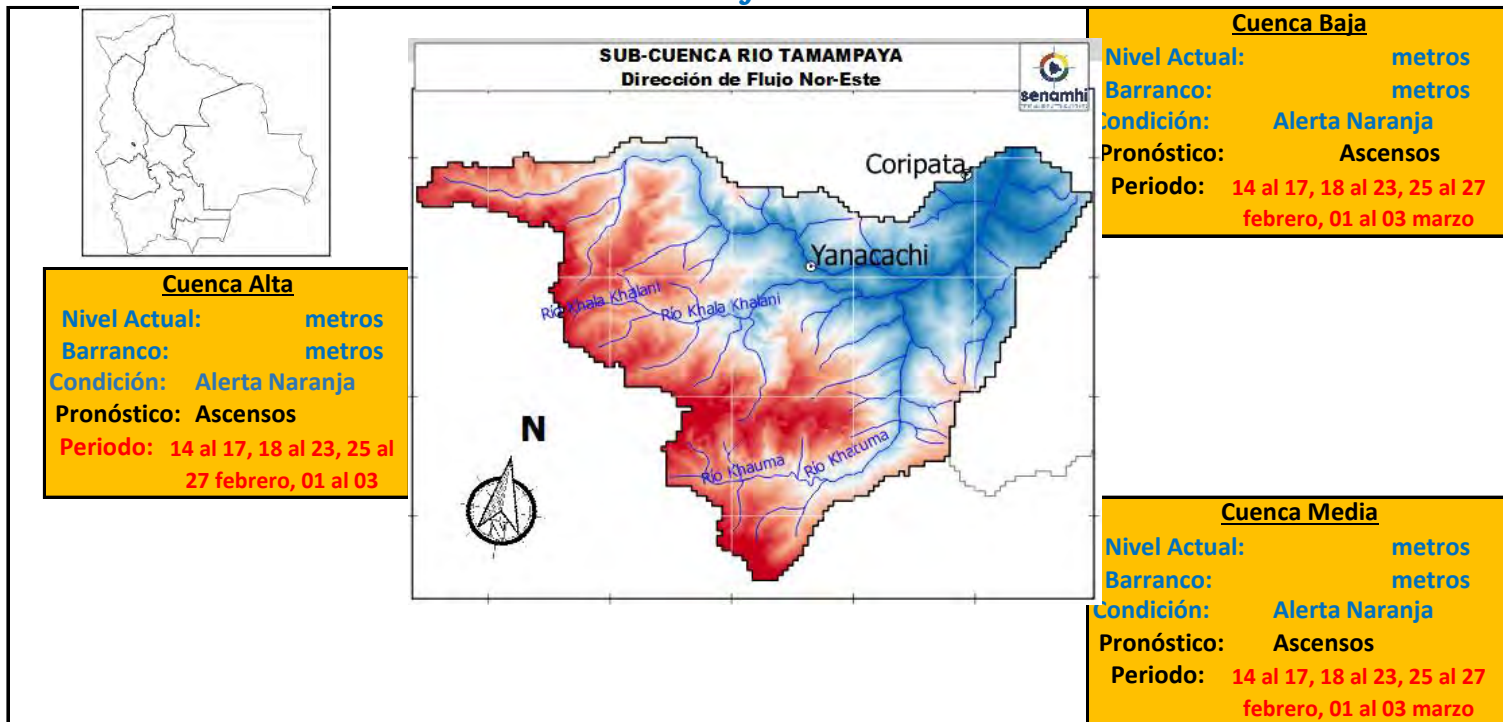 SUB-CUENCA RIO TAMAMPAYA
Dirección de Flujo Nor-Este
senamhi
Coripata
Yanacachi
Río Khala Khalani
Río Khala Khalani
Río Khauma
Río Khatuma
N
Cuenca Alta
Nivel Actual: metros
Barranco: metros
Condición: Alerta Naranja
Pronóstico: Ascensos
Periodo: 14 al 17, 18 al 23, 25 al
27 febrero, 01 al 03
Cuenca Baja
Nivel Actual: metros
Barranco: metros
Condición: Alerta Naranja
Pronóstico: Ascensos
Periodo: 14 al 17, 18 al 23, 25 al 27
febrero, 01 al 03 marzo
Cuenca Media
Nivel Actual: metros
Barranco: metros
Condición: Alerta Naranja
Pronóstico: Ascensos
Periodo: 14 al 17, 18 al 23, 25 al 27
febrero, 01 al 03 marzo